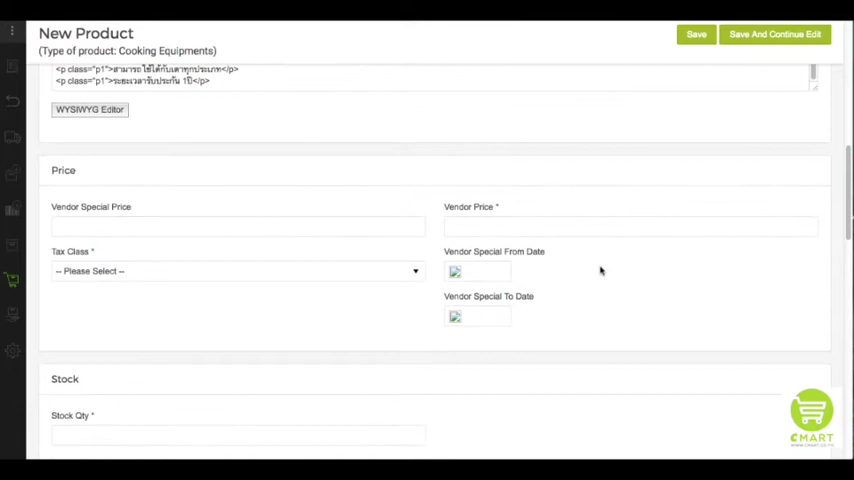 New Product
(Type of product: Cooking Equipments)
Save
Save And Continue Edit
<p class="p1">สามารถใช้ได้กับเตาทุกประเภท</p>
<p class="p1">ระยะเวลารับประกัน 1ปี</p>
WYSIWYG Editor
Price
Vendor Special Price
Vendor Price *
Tax Class *
Vendor Special From Date
-- Please Select --
Vendor Special To Date
Stock
Stock Qty *
CMART
WWW.CMART.CO.TH